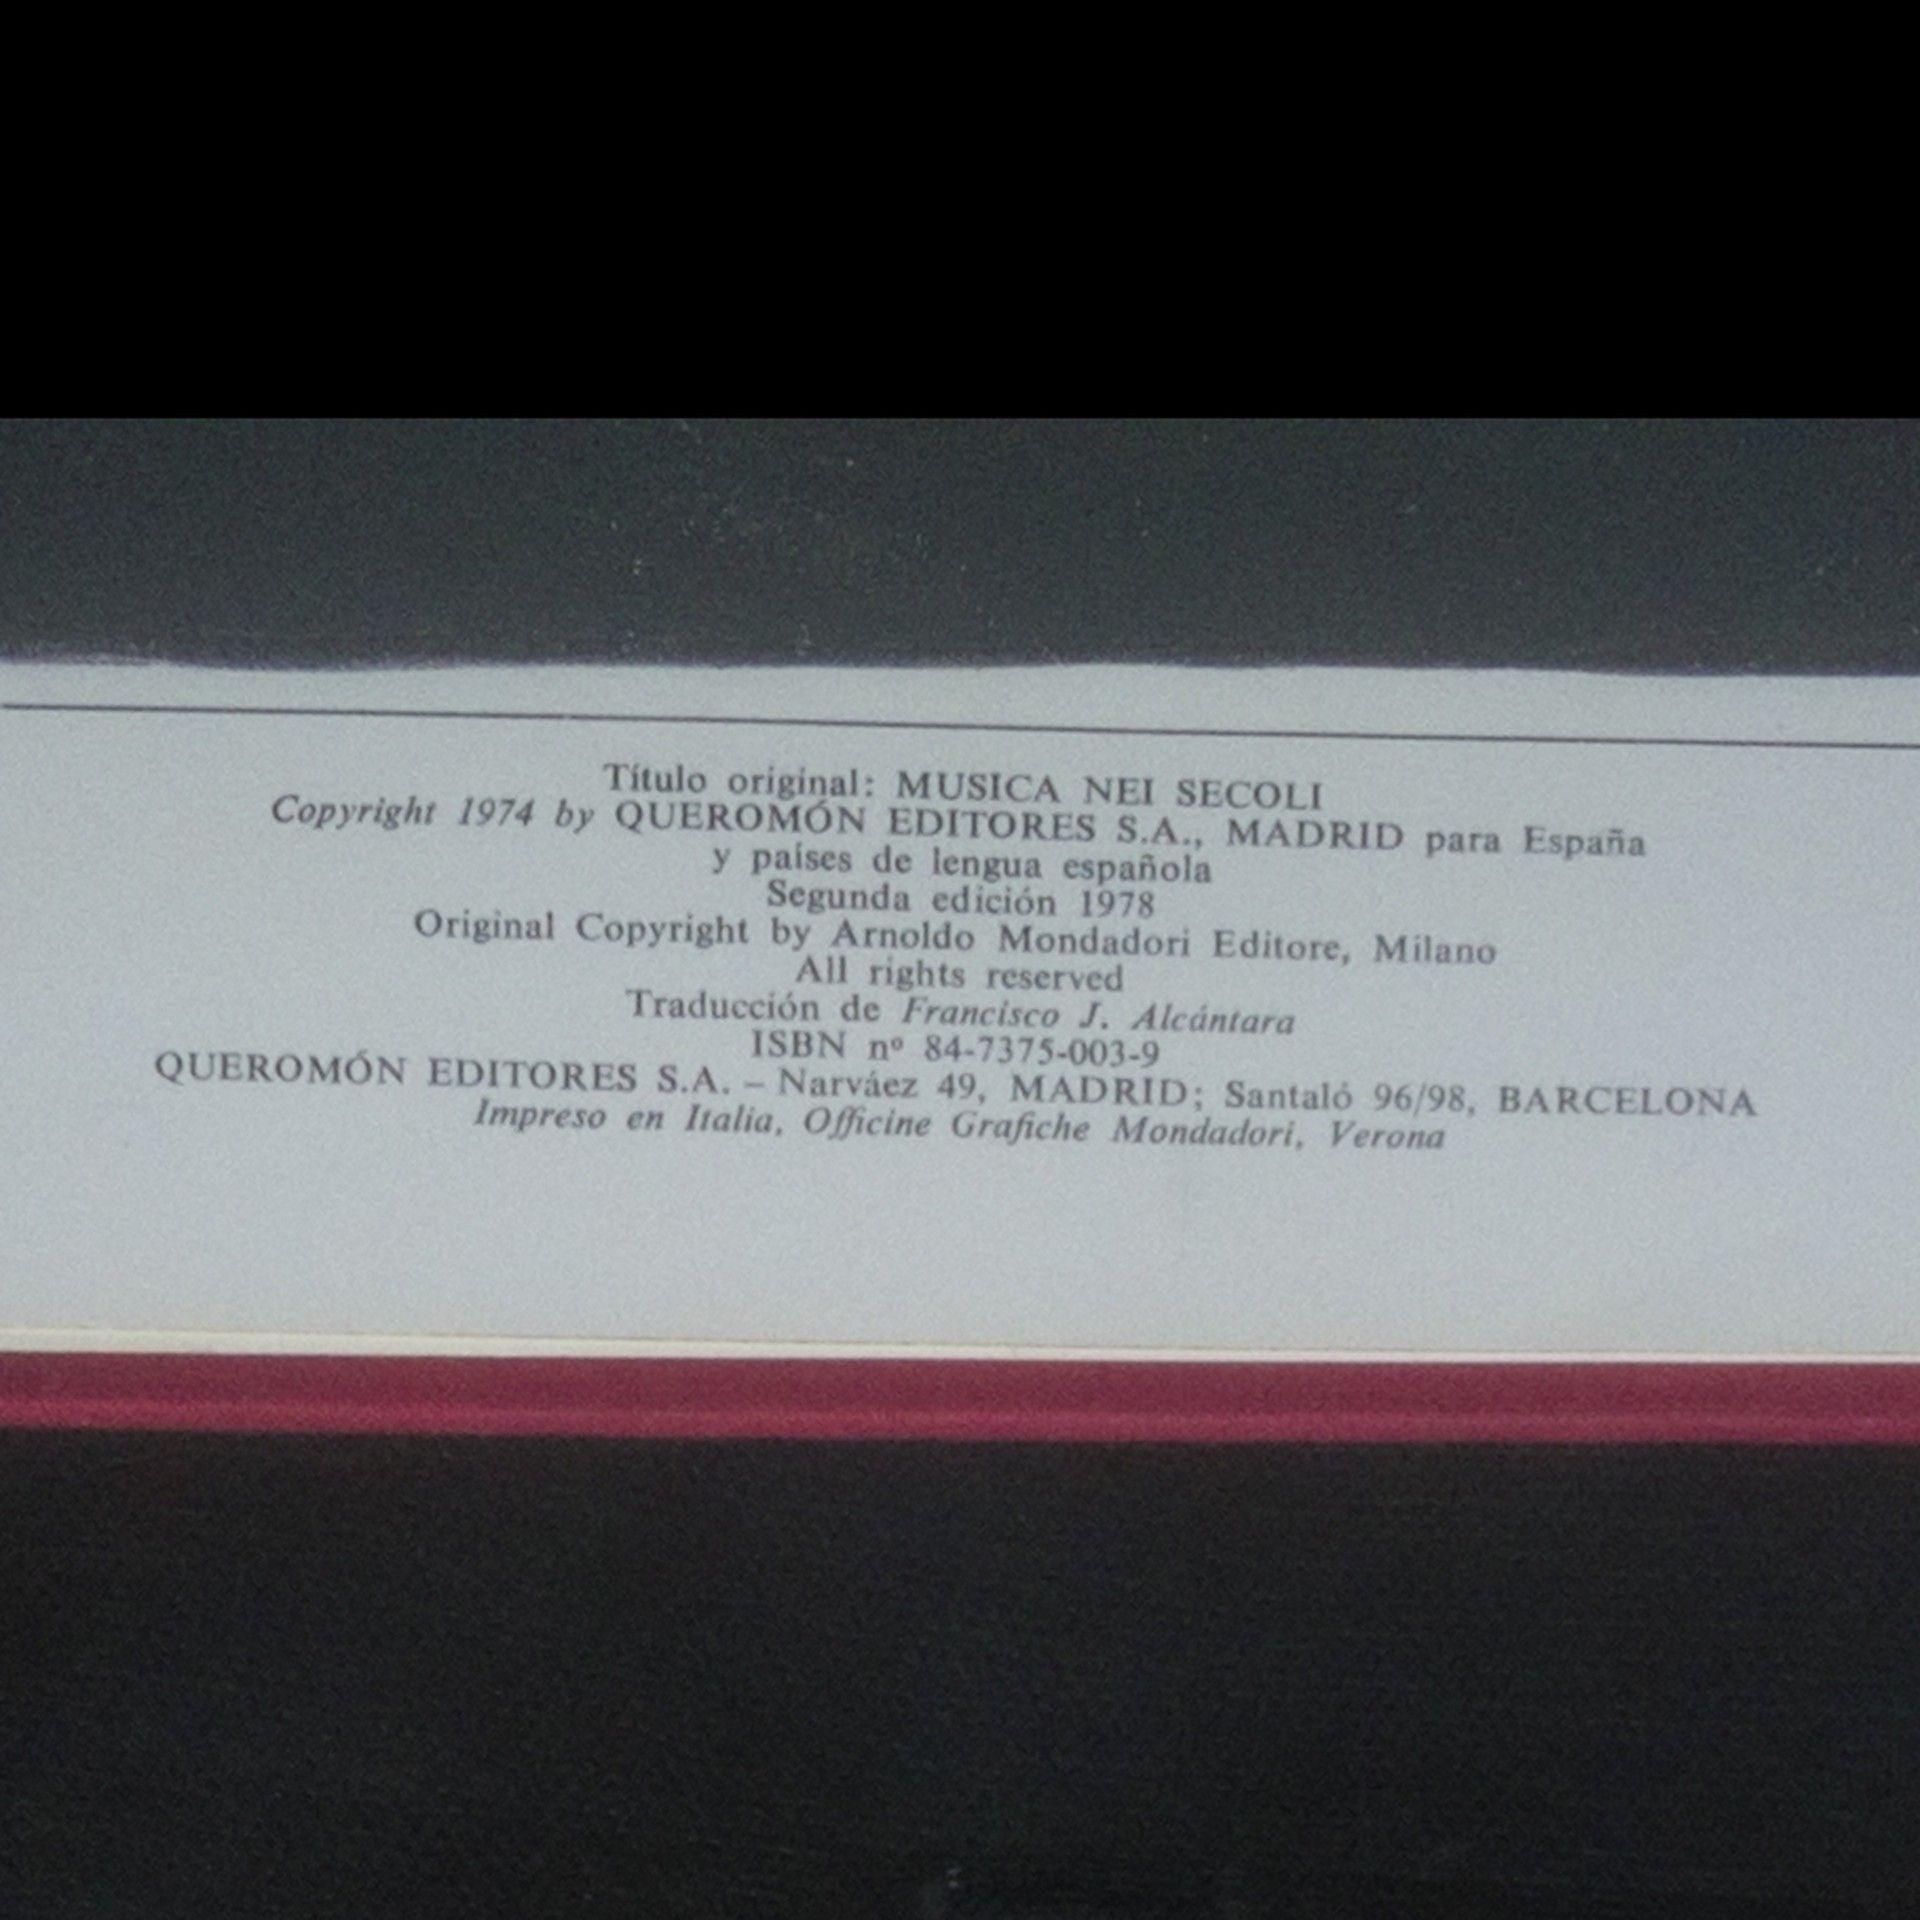 Título original: MUSICA NEI SECOLI
Copyright 1974 by QUEROMÓN EDITORES S.A., MADRID para España
y países de lengua española
Segunda edición 1978
Original Copyright by Arnoldo Mondadori Editore, Milano
All rights reserved
Traducción de Francisco J. Alcántara
ISBN nº 84-7375-003-9
QUEROMÓN EDITORES S.A. – Narváez 49, MADRID; Santaló 96/98, BARCELONA
Impreso en Italia, Officine Grafiche Mondadori, Verona